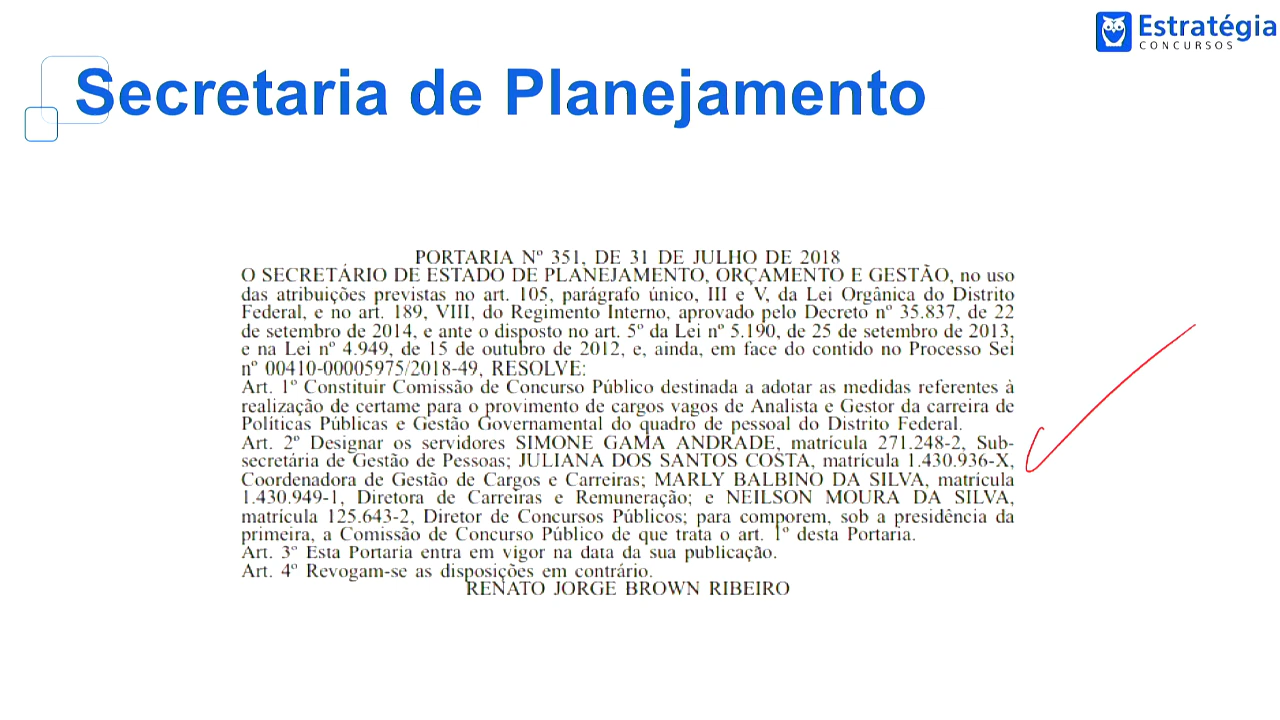 Estratégia
CONCURSOS
Secretaria de Planejamento
PORTARIA Nº 351, DE 31 DE JULHO DE 2018
O SECRETÁRIO DE ESTADO DE PLANEJAMENTO, ORÇAMENTO E GESTÃO, no uso
das atribuições previstas no art. 105, parágrafo único, III e V, da Lei Orgânica do Distrito
Federal, e no art. 189, VIII, do Regimento Interno, aprovado pelo Decreto nº 35.837, de 22
de setembro de 2014, e ante o disposto no art. 5º da Lei nº 5.190, de 25 de setembro de 2013,
e na Lei nº 4.949, de 15 de outubro de 2012, e, ainda, em face do contido no Processo Sei
nº 00410-00005975/2018-49, RESOLVE:
Art. 1º Constituir Comissão de Concurso Público destinada a adotar as medidas referentes à
realização de certame para o provimento de cargos vagos de Analista e Gestor da carreira de
Políticas Públicas e Gestão Governamental do quadro de pessoal do Distrito Federal.
Art. 2º Designar os servidores SIMONE GAMA ANDRADE, matrícula 271.248-2, Sub-
secretária de Gestão de Pessoas; JULIANA DOS SANTOS COSTA, matrícula 1.430.936-X,
Coordenadora de Gestão de Cargos e Carreiras; MARLY BALBINO DA SILVA, matrícula
1.430.949-1, Diretora de Carreiras e Remuneração; e NEILSON MOURA DA SILVA,
matrícula 125.643-2, Diretor de Concursos Públicos; para comporem, sob a presidência da
primeira, a Comissão de Concurso Público de que trata o art. 1º desta Portaria.
Art. 3º Esta Portaria entra em vigor na data da sua publicação.
Art. 4º Revogam-se as disposições em contrário.
RENATO JORGE BROWN RIBEIRO